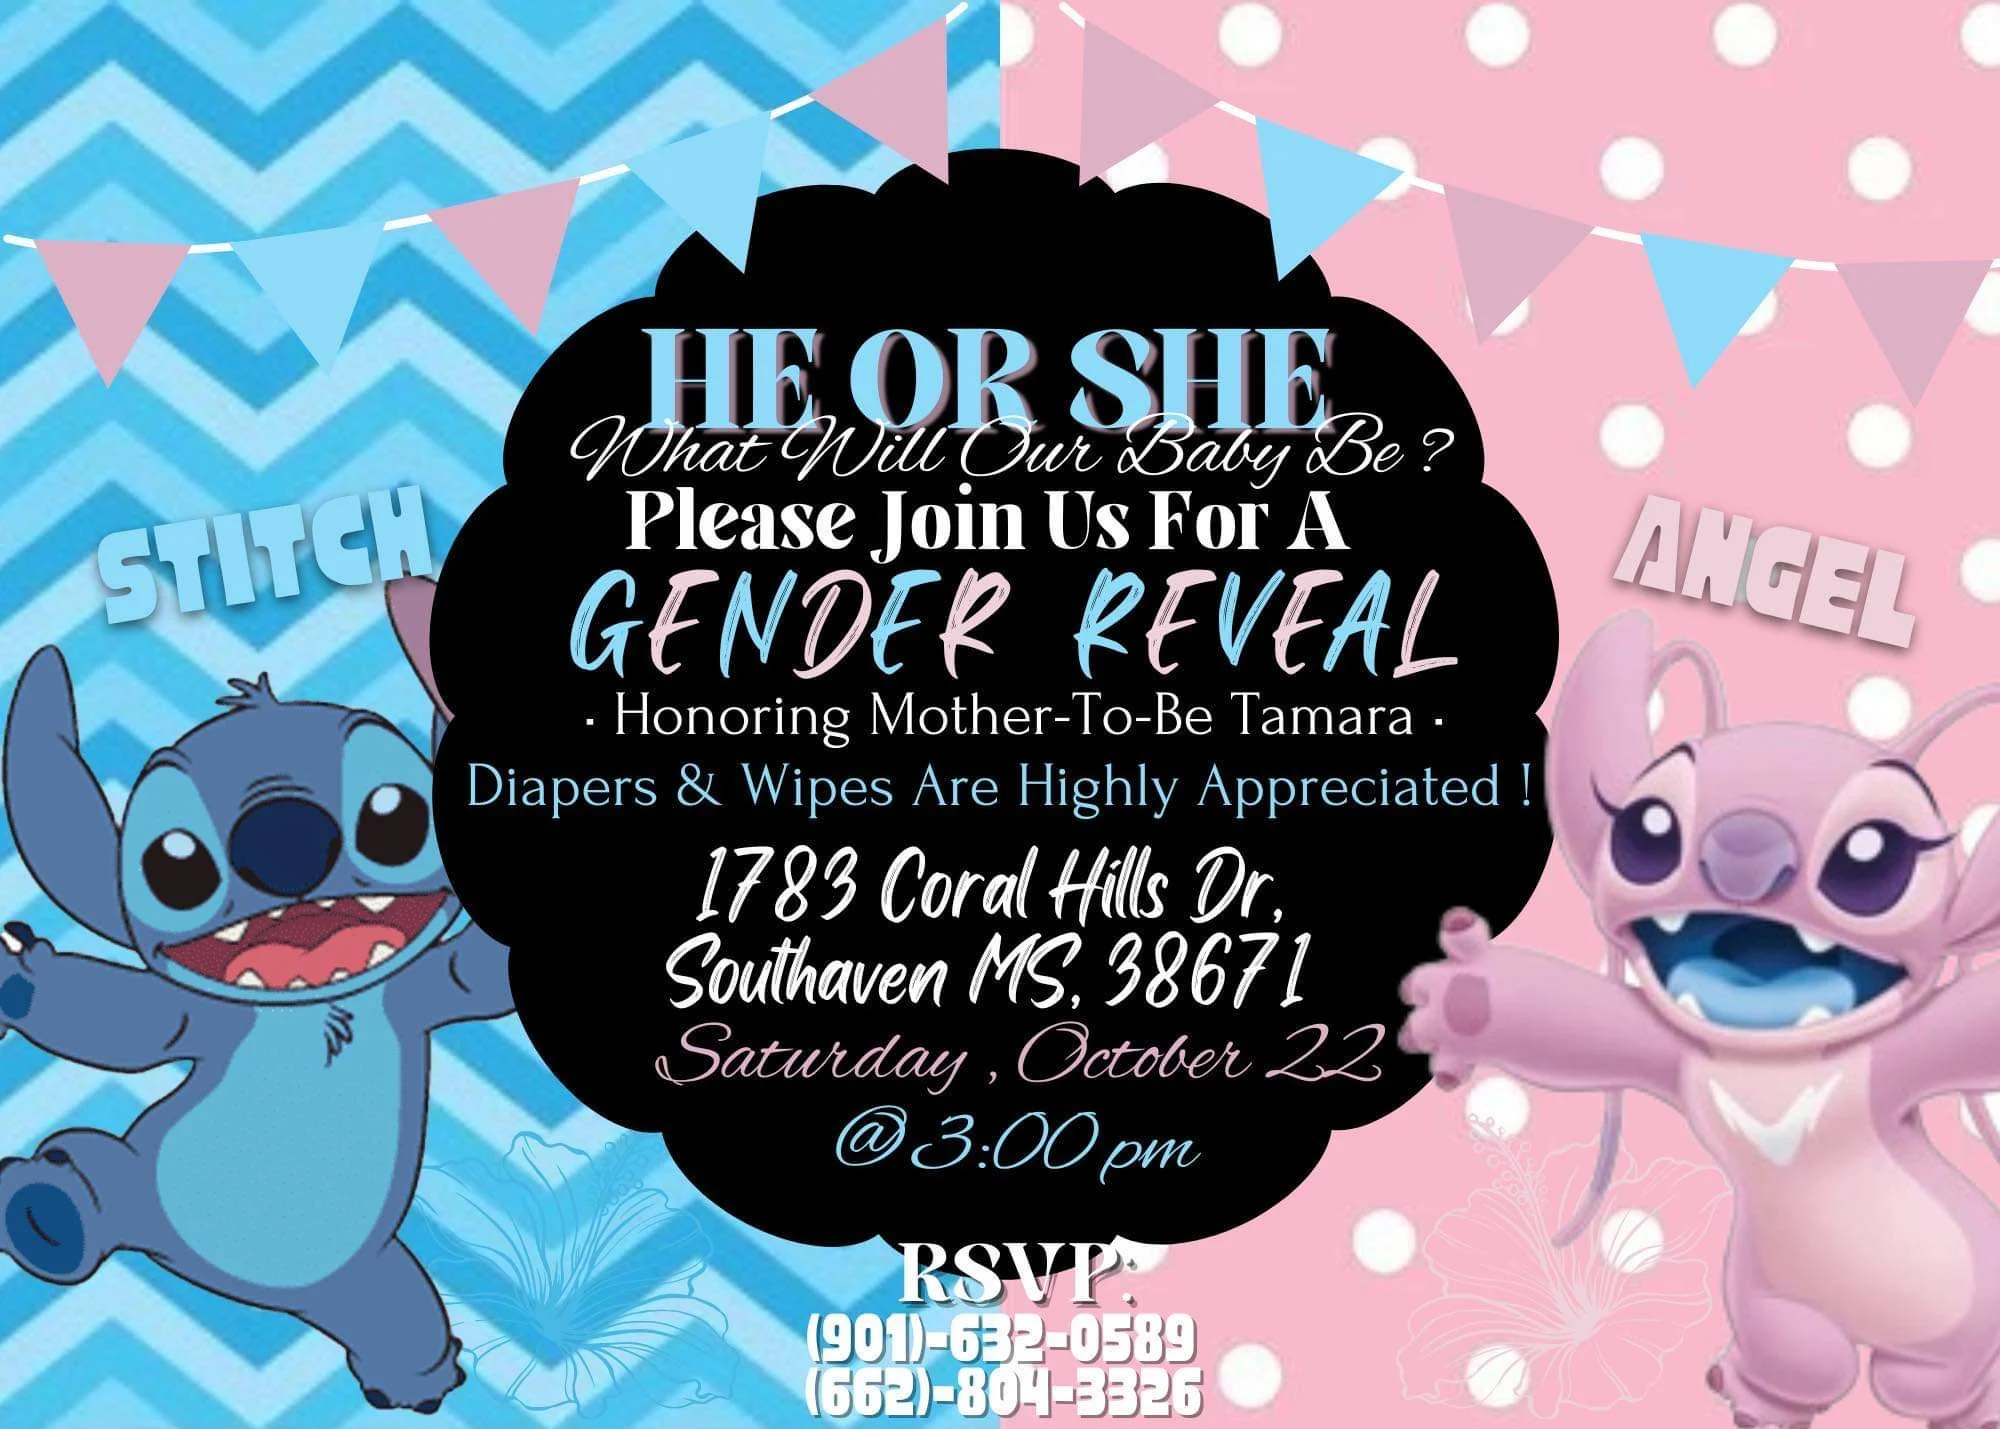 HE OR SHE
What Will Our Baby Be ?
Please Join Us For A
STITCH
ANGEL
GENDER REVEAL
· Honoring Mother-To-Be Tamara ·
Diapers & Wipes Are Highly Appreciated !
1783 Coral Hills Dr,
Southaven MS, 38671
Saturday , October 22
@ 3:00 pm
RSVP:
(901)-632-0589
(662)-804-3326